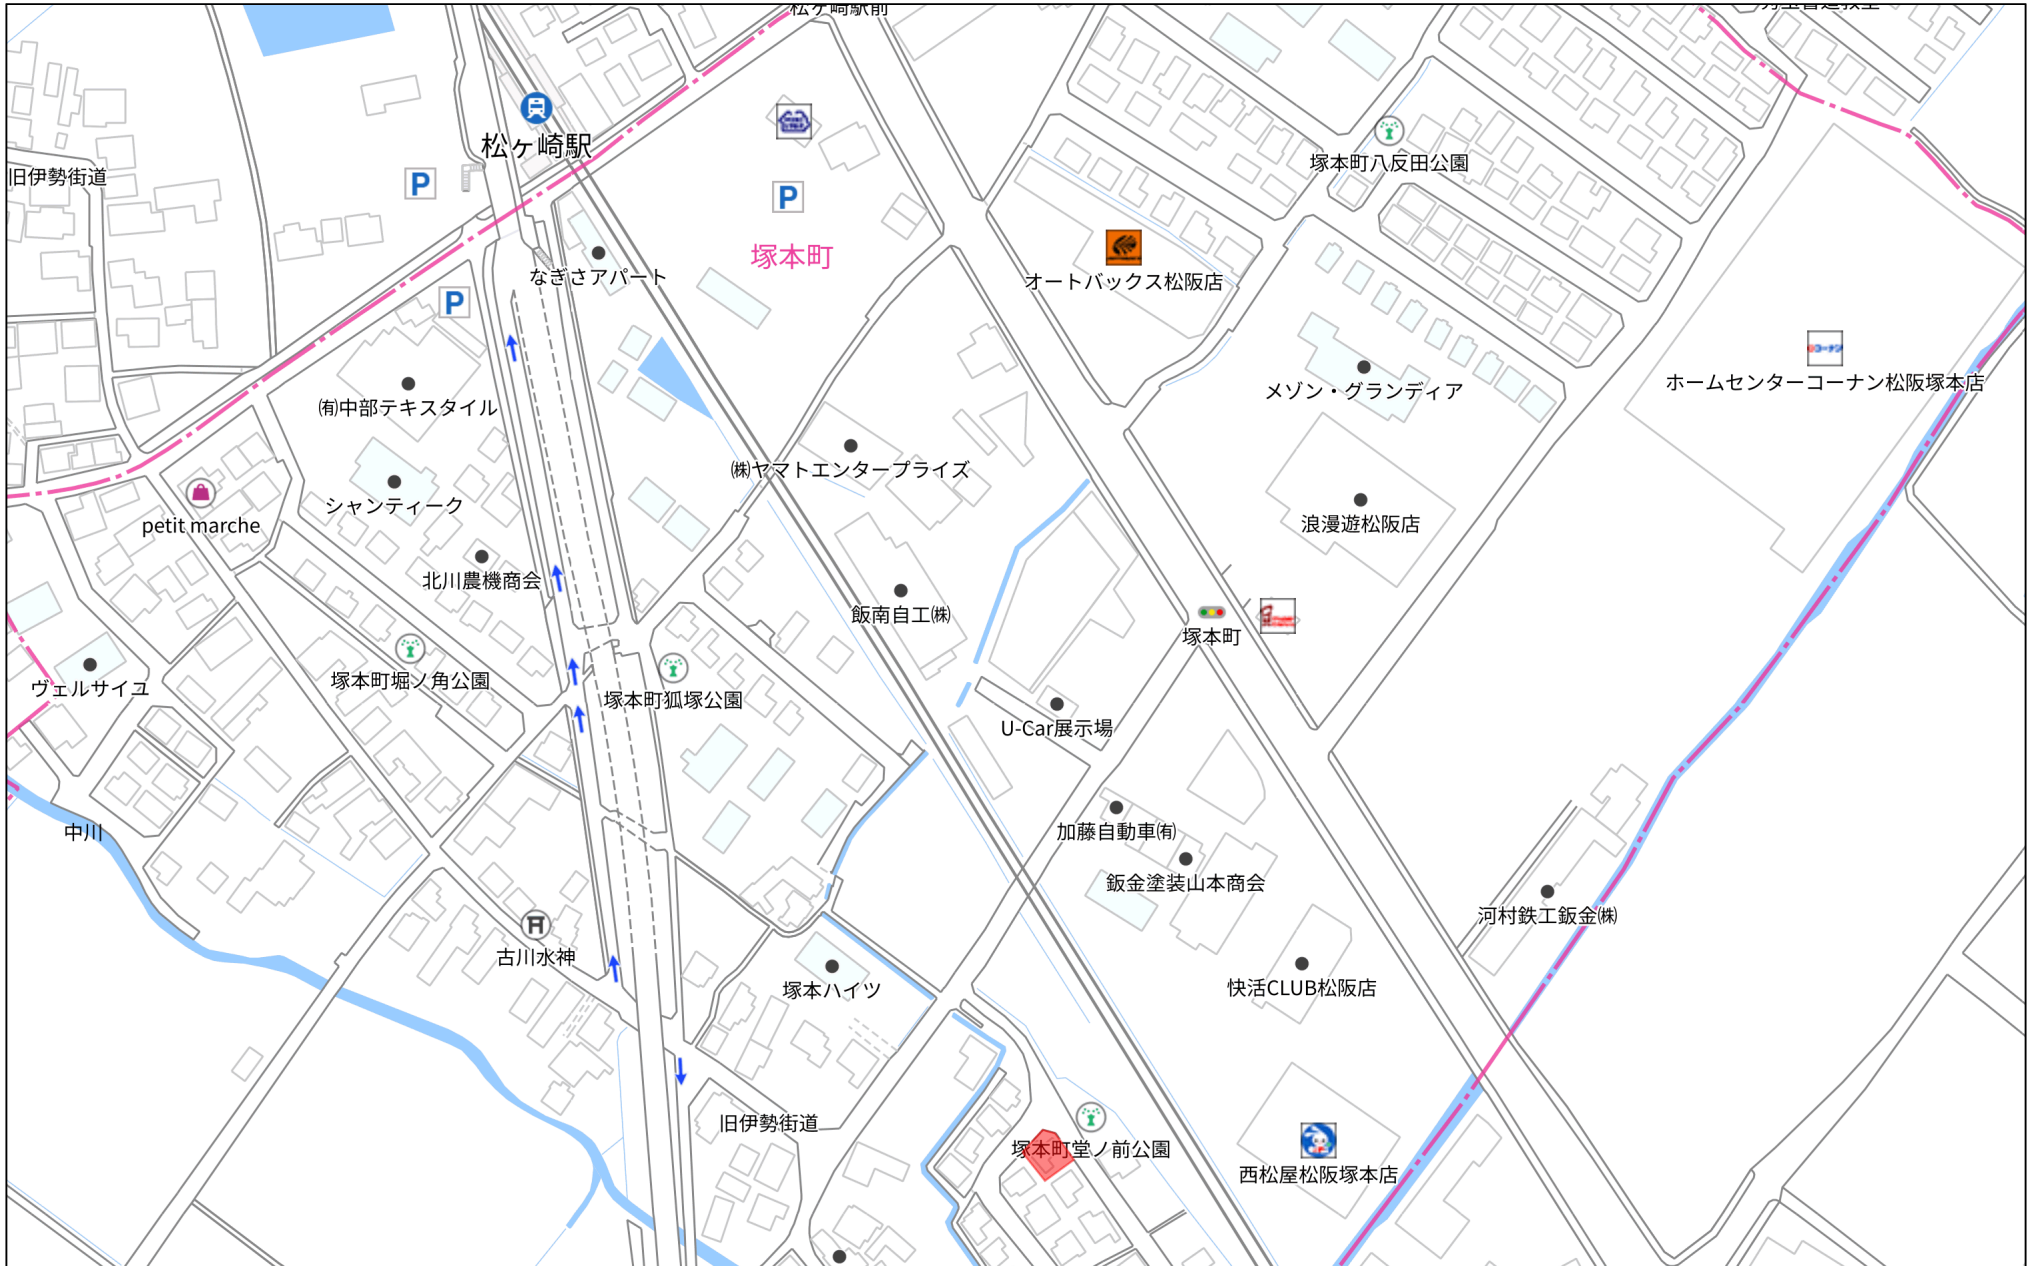 松ヶ崎駅前
松ヶ崎駅
旧伊勢街道
P
P
P
塚本町
なぎさアパート
塚本町八反田公園
オートバックス松阪店
㈲中部テキスタイル
メゾン・グランディア
ホームセンターコーナン松阪塚本店
㈱ヤマトエンタープライズ
シャンティーク
petit marche
浪漫遊松阪店
北川農機商会
飯南自工㈱
塚本町
ヴェルサイユ
塚本町堀ノ角公園
塚本町狐塚公園
U-Car展示場
中川
加藤自動車㈲
鈑金塗装山本商会
河村鉄工鈑金㈱
古川水神
塚本ハイツ
快活CLUB松阪店
旧伊勢街道
塚本町堂ノ前公園
西松屋松阪塚本店